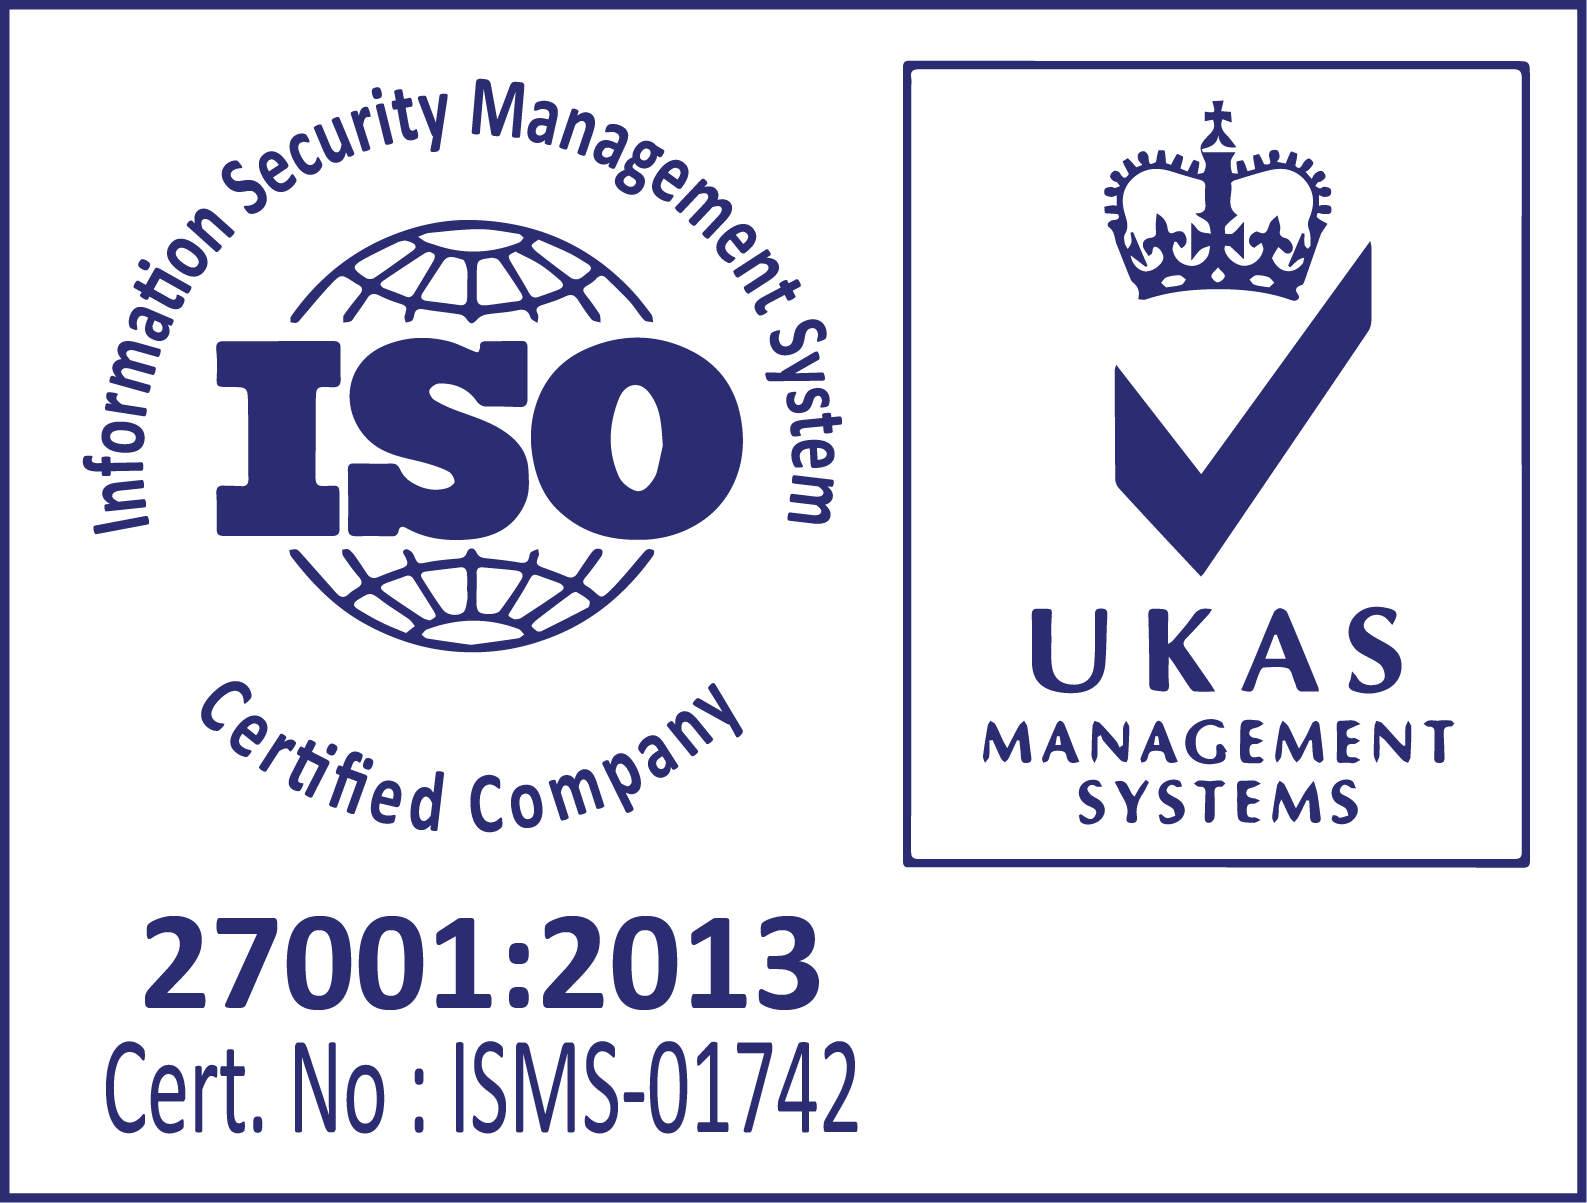 Information Security Management System
ISO
Certified Company
27001:2013
Cert. No : ISMS-01742
UKAS
MANAGEMENT
SYSTEMS